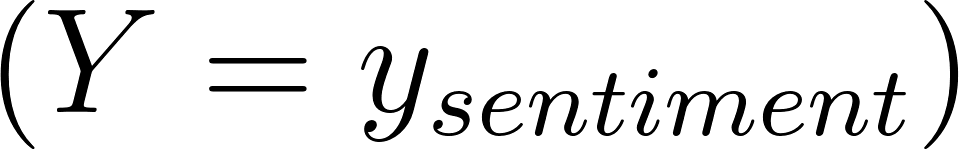 (Y = y_{sentiment})